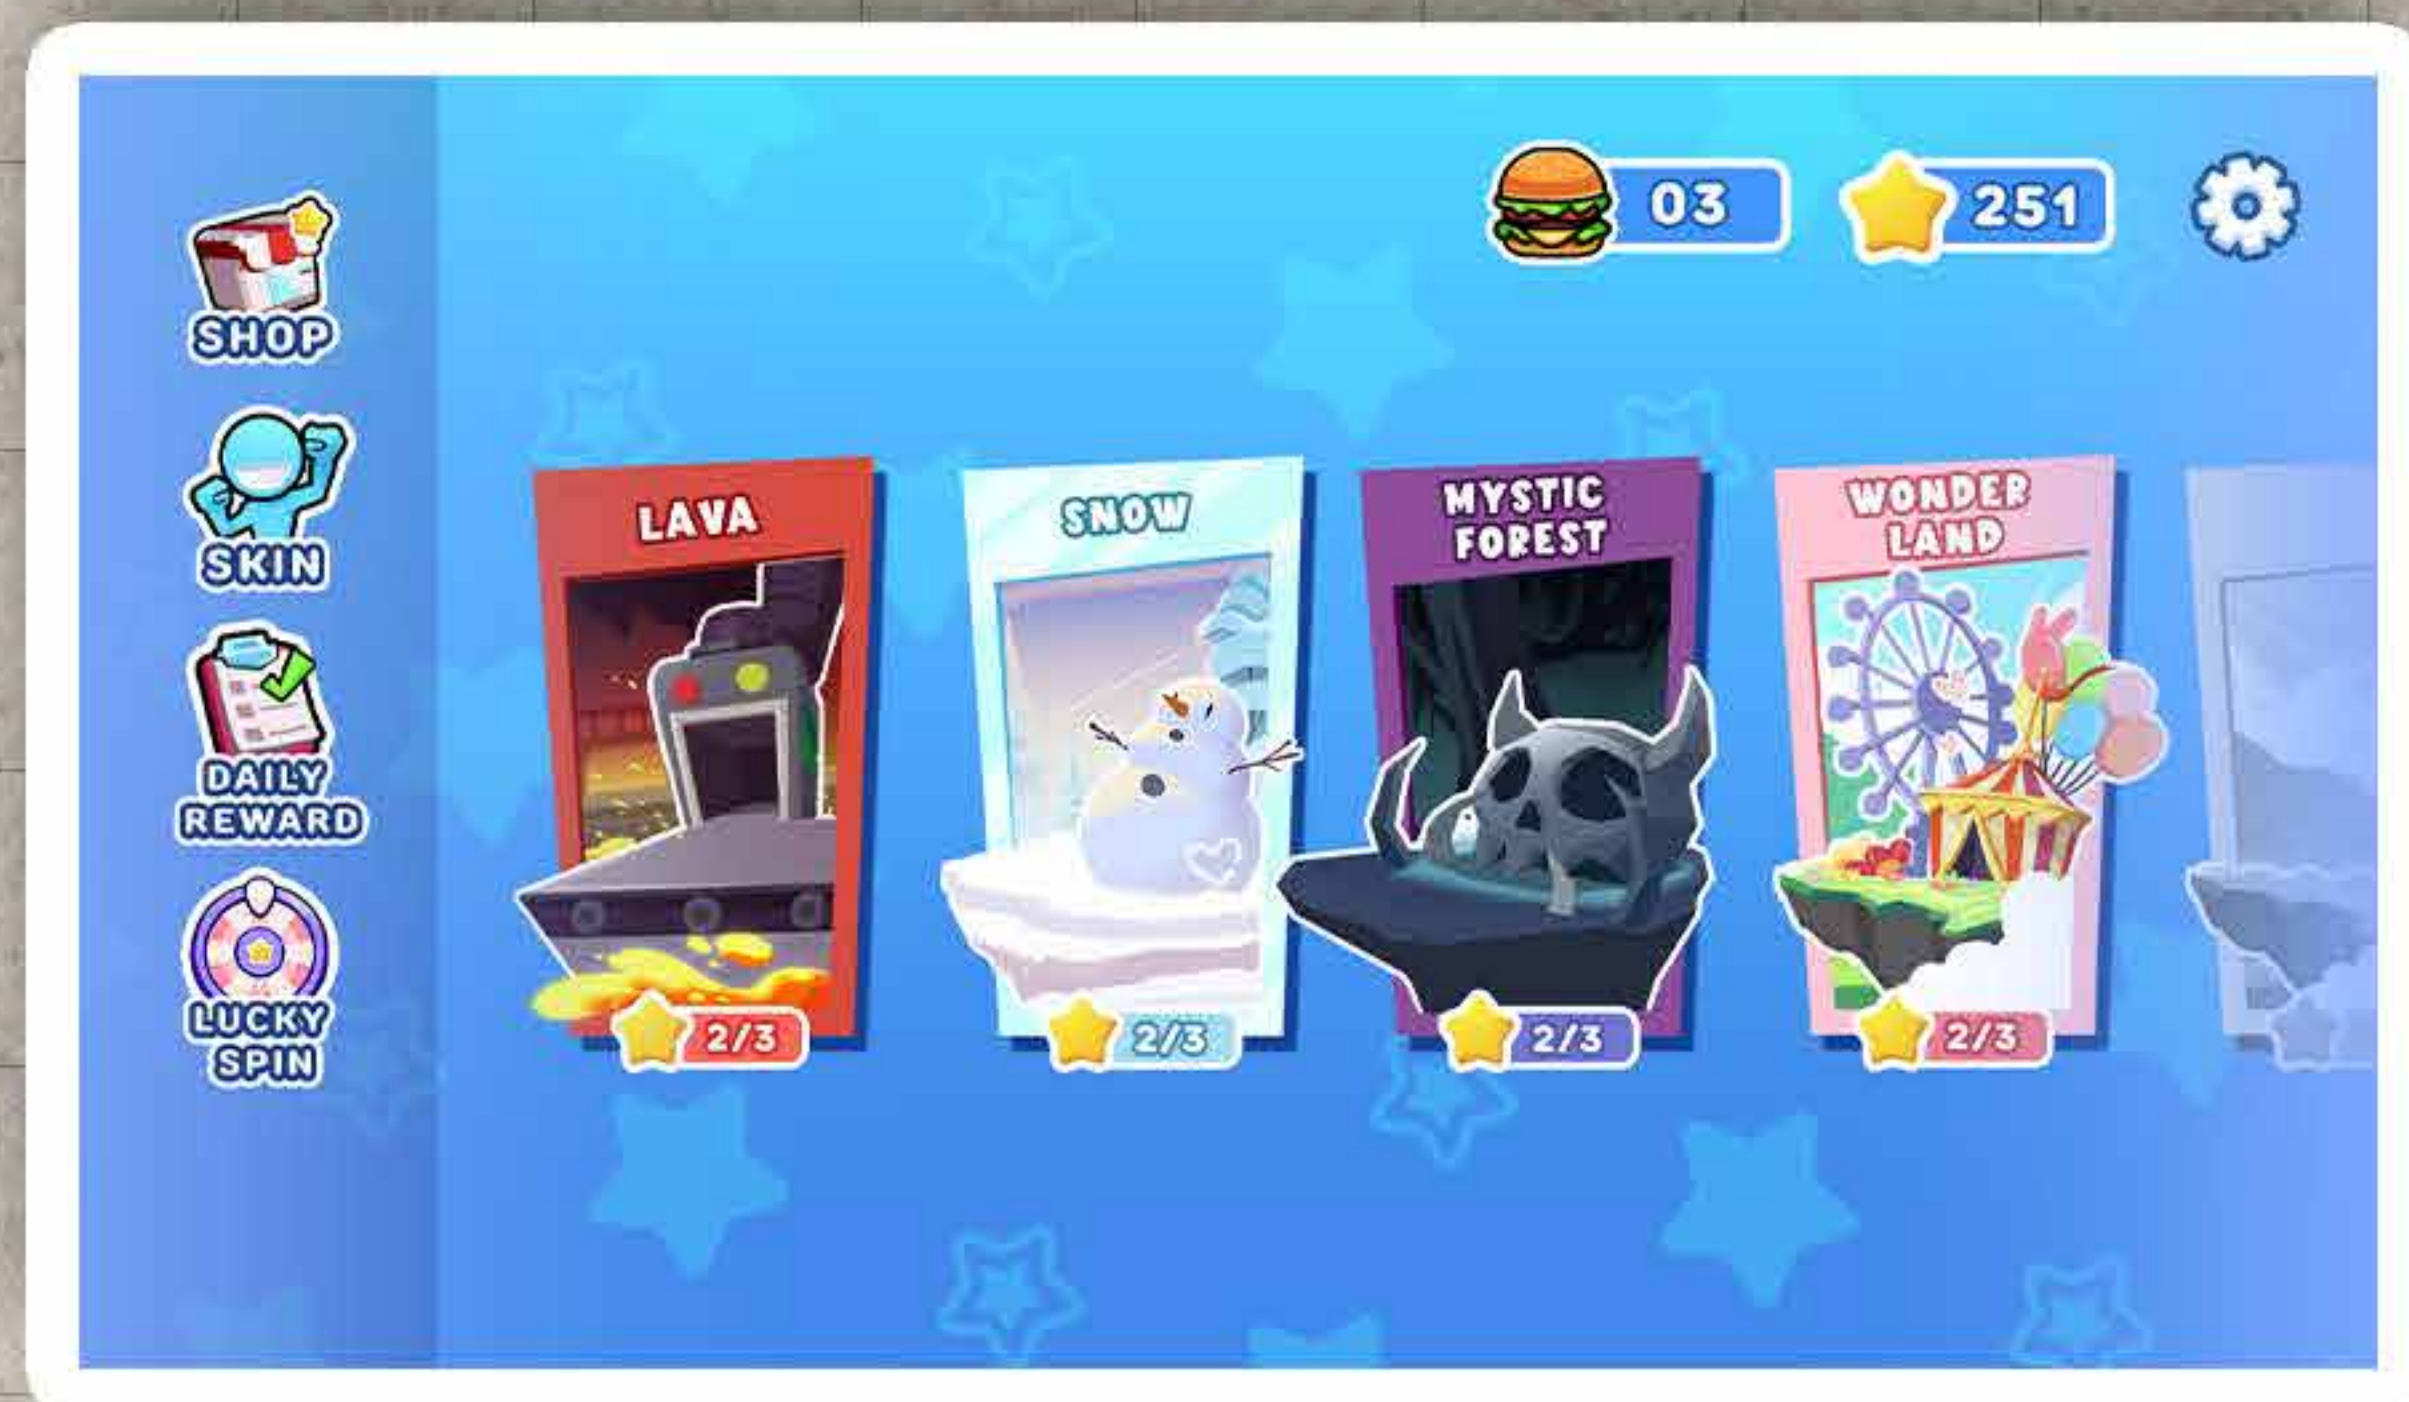 03
251
SHOP
SKIN
DAILY
REWARD
LUCKY
SPIN
LAVA
2/3
SNOW
2/3
MYSTIC
FOREST
2/3
WONDER
LAND
2/3